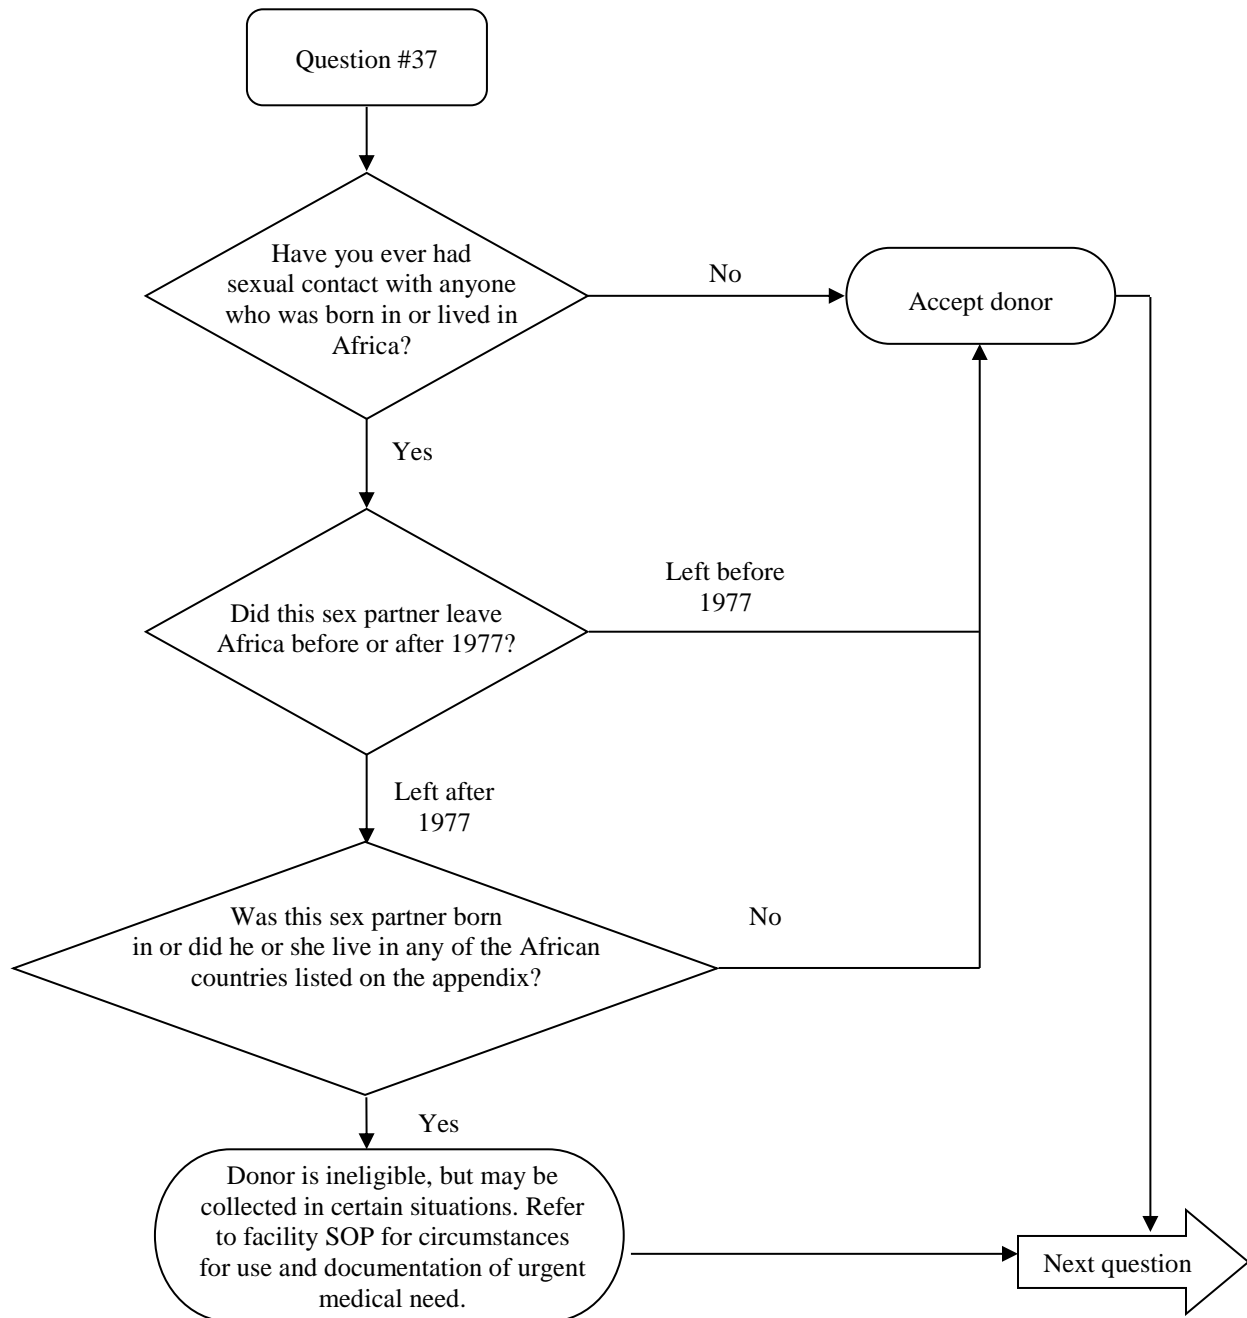 Question #37
Have you ever had
sexual contact with anyone
who was born in or lived in
Africa?
No
Accept donor
Yes
Left before
1977
Did this sex partner leave
Africa before or after 1977?
Left after
1977
Was this sex partner born
in or did he or she live in any of the African
countries listed on the appendix?
No
Yes
Donor is ineligible, but may be
collected in certain situations. Refer
to facility SOP for circumstances
for use and documentation of urgent
medical need.
Next question